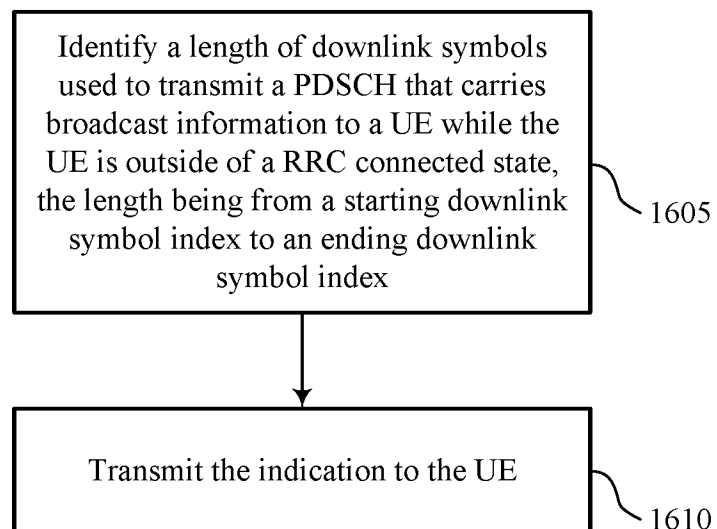 Identify a length of downlink symbols
used to transmit a PDSCH that carries
broadcast information to a UE while the
UE is outside of a RRC connected state,
the length being from a starting downlink
symbol index to an ending downlink
symbol index
1605
Transmit the indication to the UE
1610